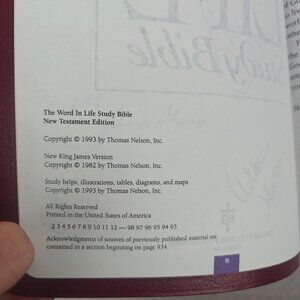 The Word In Life Study Bible
New Testament Edition
Copyright © 1993 by Thomas Nelson, Inc.
New King James Version
Copyright © 1982 by Thomas Nelson, Inc.
Study helps, illustrations, tables, diagrams, and maps
Copyright © 1993 by Thomas Nelson, Inc.
All Rights Reserved
Printed in the United States of America
2 3 4 5 6 7 8 9 10 11 12 — 98 97 96 95 94 93
Acknowledgments of sources of previously published material are
contained in a section beginning on page 934.